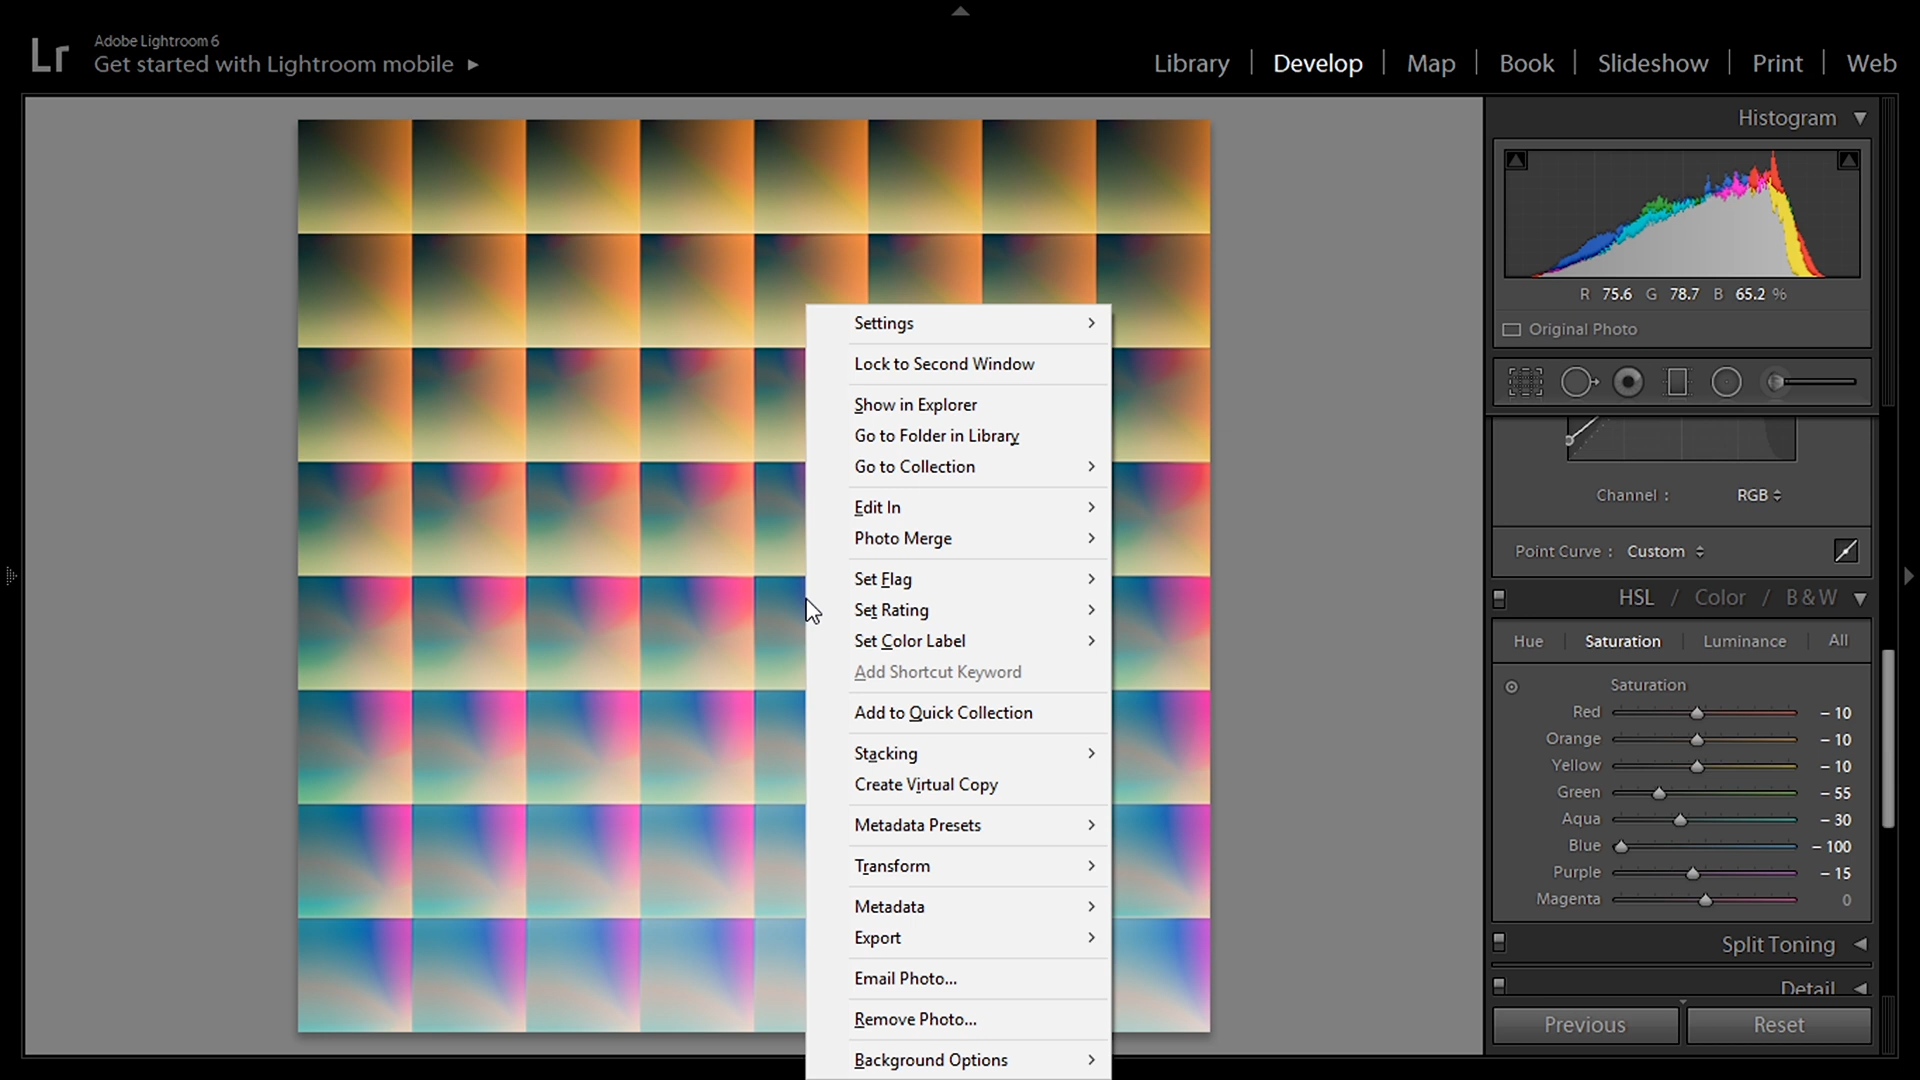 Lr
Adobe Lightroom 6
Get started with Lightroom mobile
Library | Develop | Map | Book | Slideshow | Print | Web
Histogram
R 75.6 G 78.7 B 65.2 %
Original Photo
Channel : RGB
Point Curve : Custom
HSL / Color / B & W
Hue Saturation Luminance All
Saturation
Red – 10
Orange – 10
Yellow – 10
Green – 55
Aqua – 30
Blue – 100
Purple – 15
Magenta 0
Split Toning
Detail
Previous Reset
Settings
Lock to Second Window
Show in Explorer
Go to Folder in Library
Go to Collection
Edit In
Photo Merge
Set Flag
Set Rating
Set Color Label
Add Shortcut Keyword
Add to Quick Collection
Stacking
Create Virtual Copy
Metadata Presets
Transform
Metadata
Export
Email Photo...
Remove Photo...
Background Options